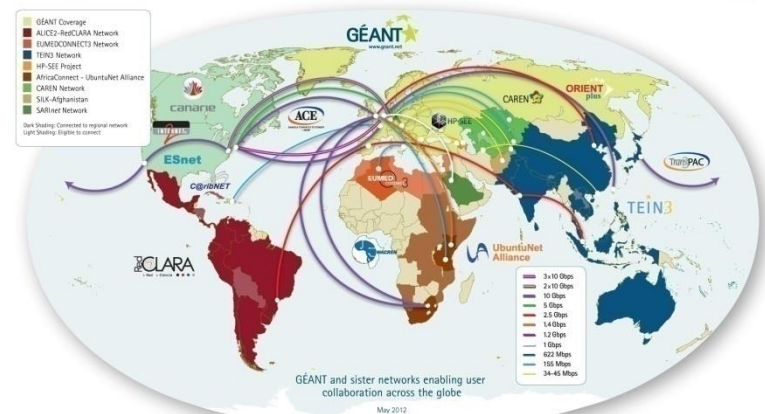 GÉANT
www.geant.net
GÉANT Coverage
ALICE2-RedCLARA Network
EUMEDCONNECT3 Network
TEIN3 Network
HP-SEE Project
AfricaConnect - UbuntuNet Alliance
CAREN Network
SILK-Afghanistan
SARInet Network
Dark Shading: Connected to regional network
Light Shading: Eligible to connect
canarie
INTERNET
ESnet
C@ribNET
ACE
HP-SEE
CAREN
ORIENT
plus
TransPAC
TEIN3
EUMED
3
RedCLARA
UbuntuNet
Alliance
3x10 Gbps
2x10 Gbps
10 Gbps
5 Gbps
2.5 Gbps
1.4 Gbps
1.2 Gbps
1 Gbps
622 Mbps
155 Mbps
34-45 Mbps
GÉANT and sister networks enabling user
collaboration across the globe
May 2012